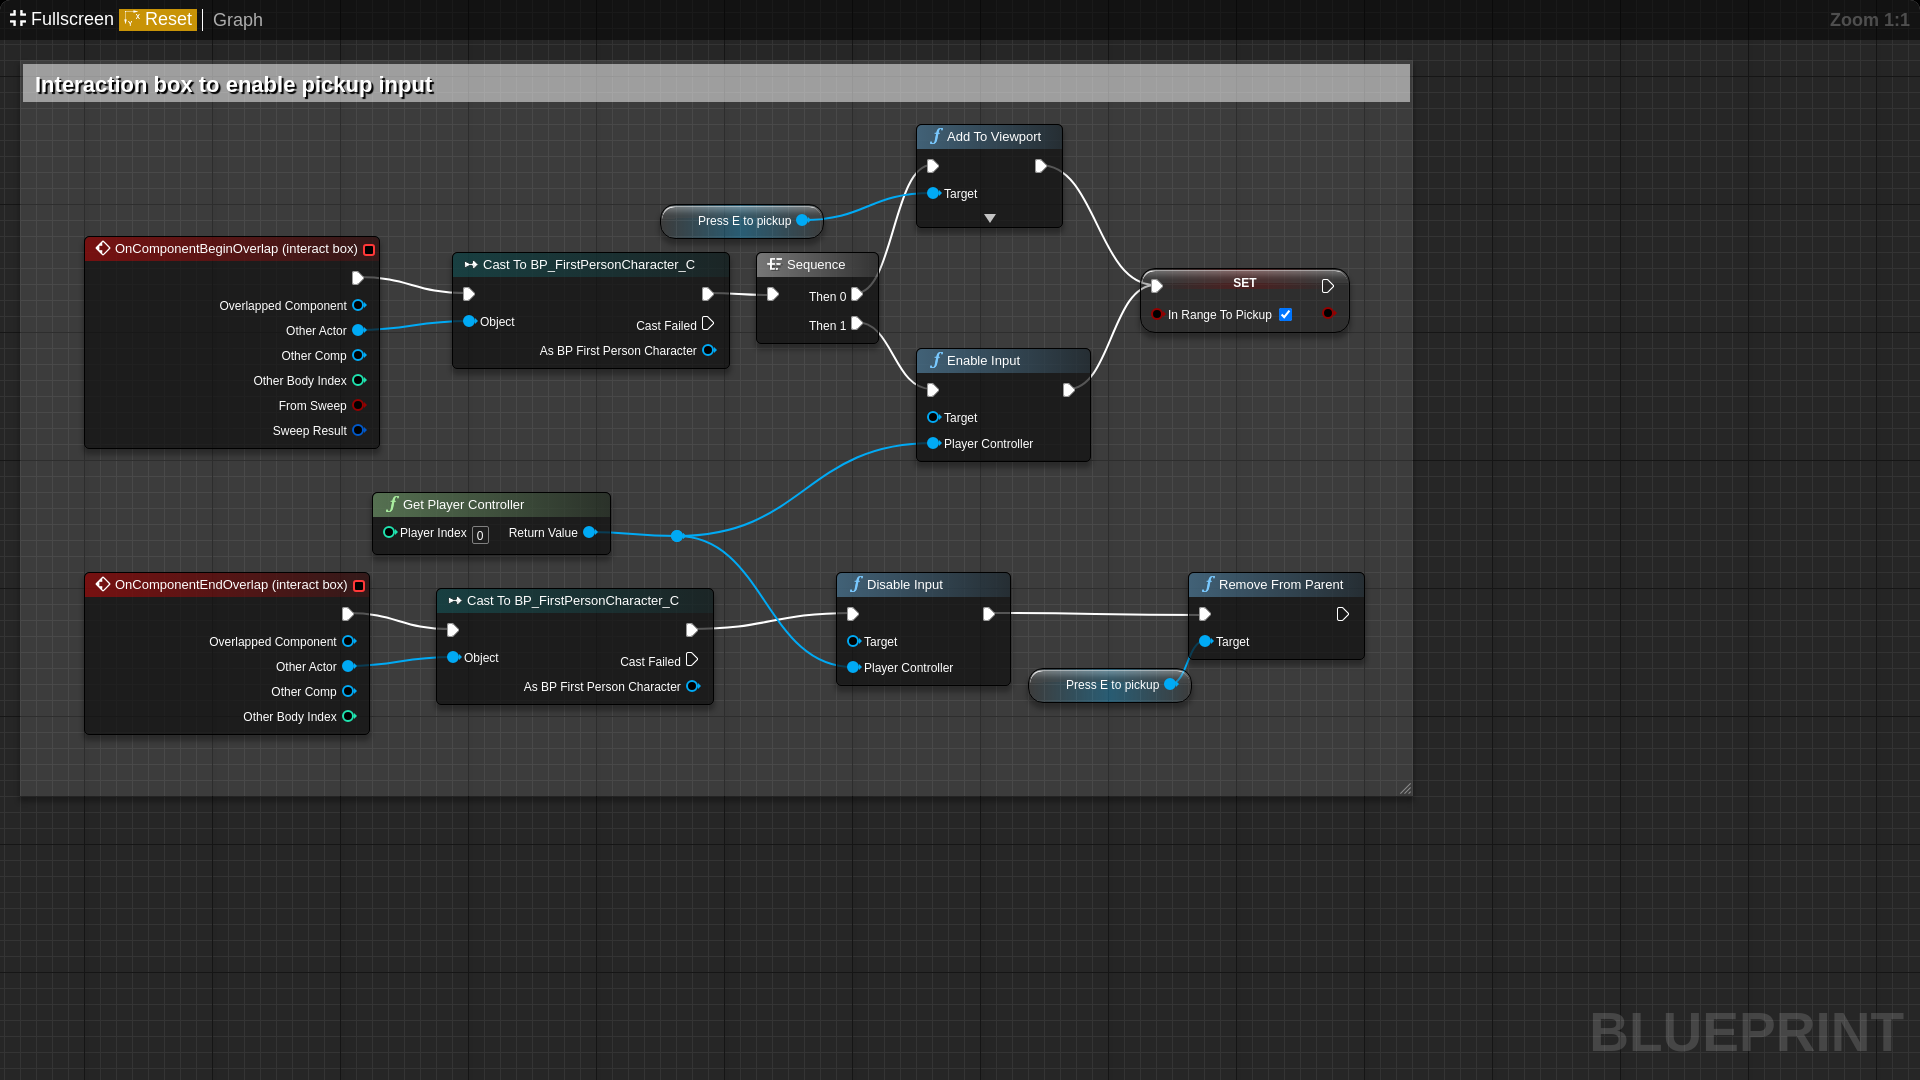 Fullscreen Reset Graph
Zoom 1:1
Interaction box to enable pickup input
Add To Viewport
Target
Press E to pickup
OnComponentBeginOverlap (interact box)
Overlapped Component
Other Actor
Other Comp
Other Body Index
From Sweep
Sweep Result
Cast To BP_FirstPersonCharacter_C
Object
Cast Failed
As BP First Person Character
Sequence
Then 0
Then 1
SET
In Range To Pickup
Enable Input
Target
Player Controller
Get Player Controller
Player Index 0 Return Value
OnComponentEndOverlap (interact box)
Overlapped Component
Other Actor
Other Comp
Other Body Index
Cast To BP_FirstPersonCharacter_C
Object
Cast Failed
As BP First Person Character
Disable Input
Target
Player Controller
Remove From Parent
Target
Press E to pickup
BLUEPRINT